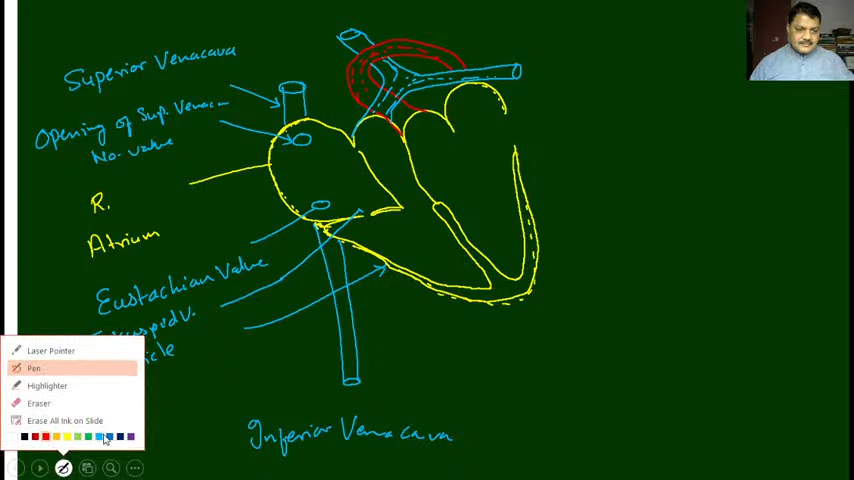 Superior Venacava
Opening of Sup. Venaca
No. valve
R.
Atrium
Eustachian Valve
Laser Pointer
Pen
Highlighter
Eraser
Erase All Ink on Slide
Inferior Venacava